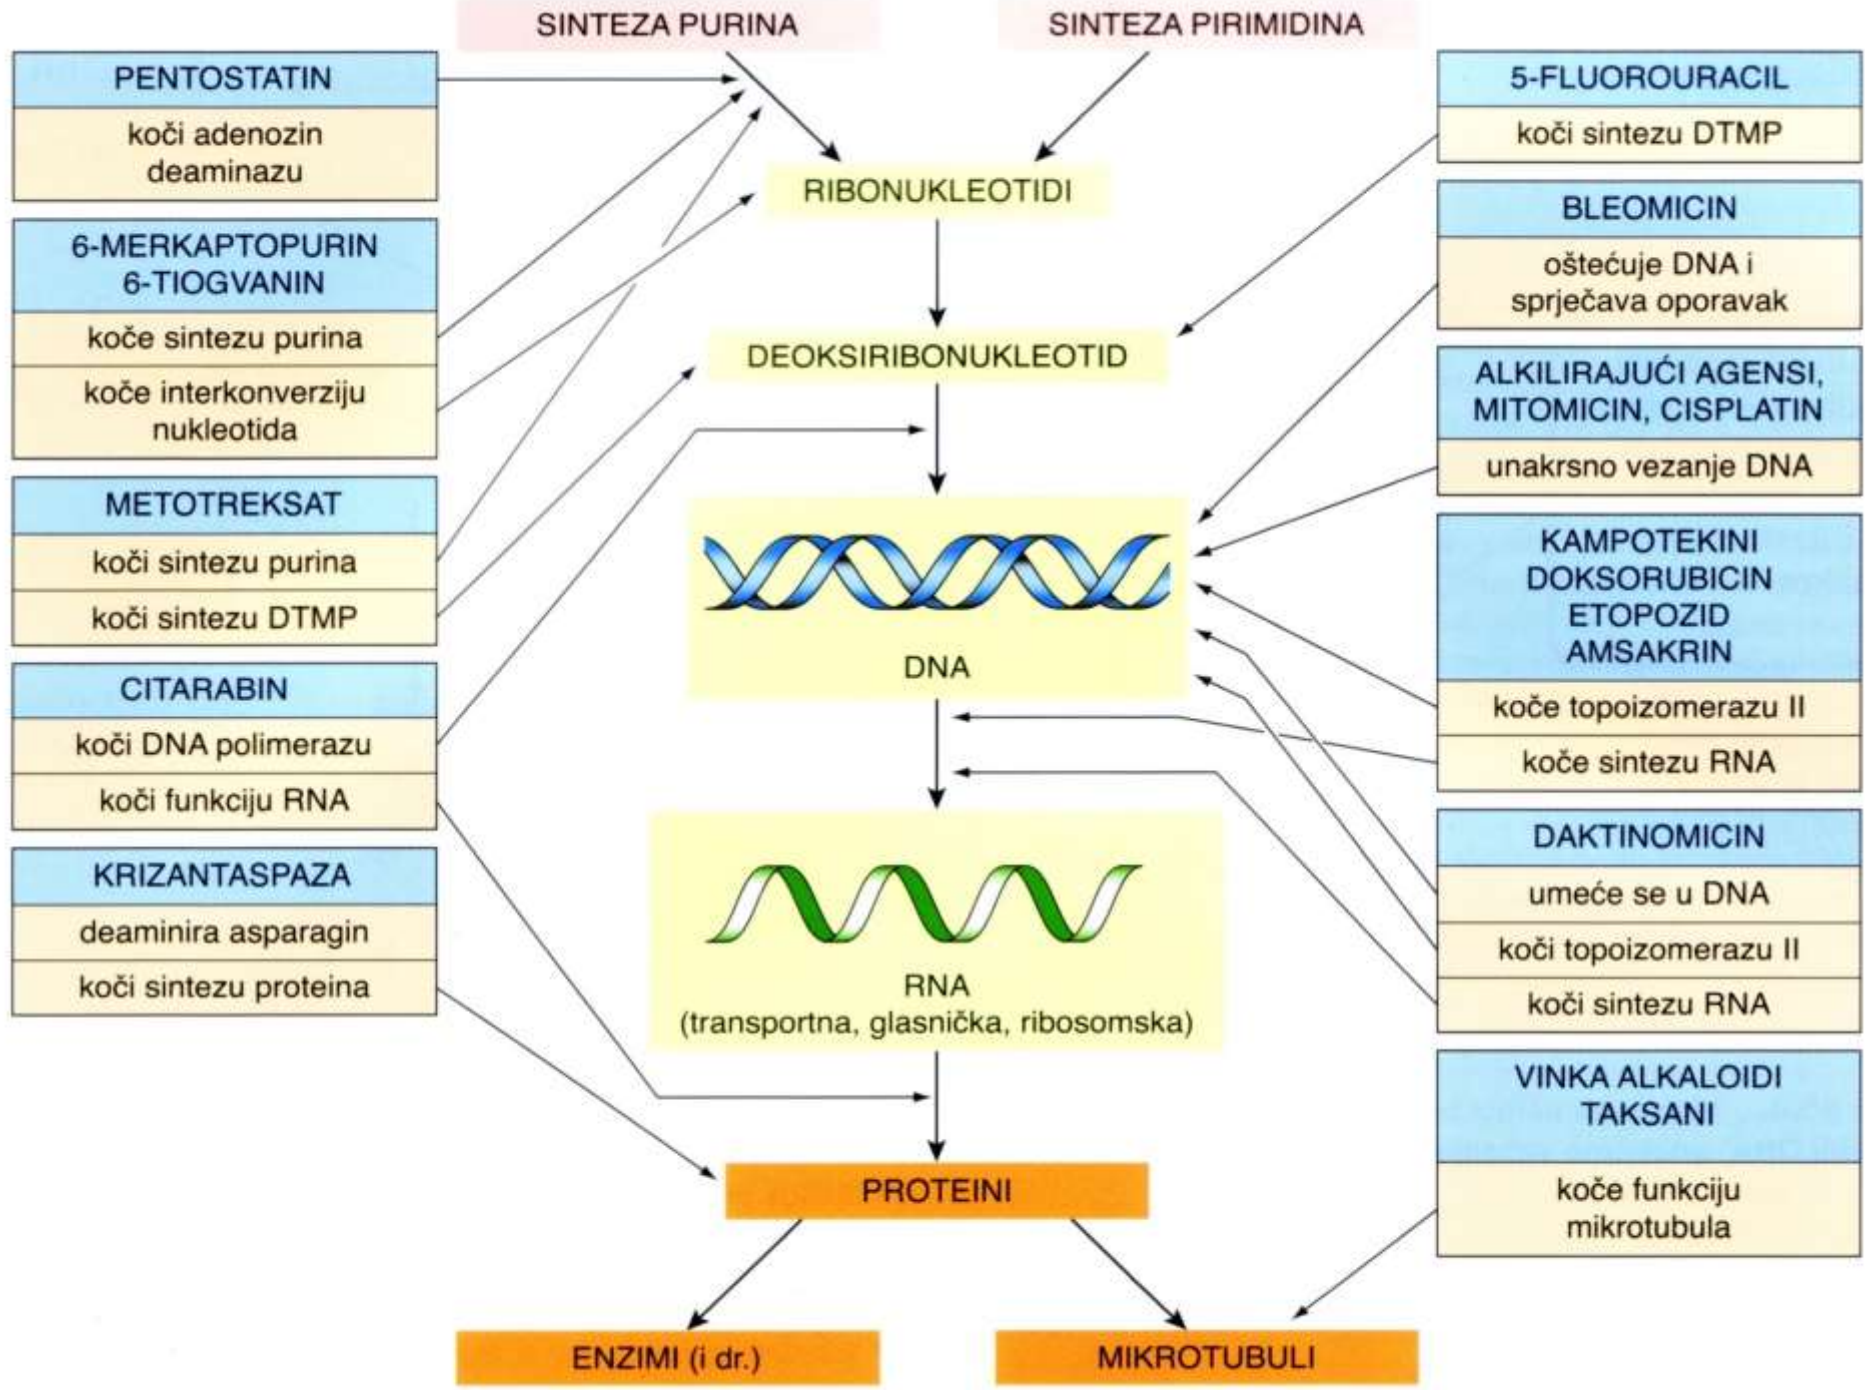 SINTEZA PURINA
SINTEZA PIRIMIDINA
PENTOSTATIN
koči adenozin
deaminazu
6-MERKAPTOPURIN
6-TIOGVANIN
koče sintezu purina
koče interkonverziju
nukleotida
METOTREKSAT
koči sintezu purina
koči sintezu DTMP
CITARABIN
koči DNA polimerazu
koči funkciju RNA
KRIZANTASPAZA
deaminira asparagin
koči sintezu proteina
RIBONUKLEOTIDI
DEOKSIRIBONUKLEOTID
DNA
RNA
(transportna, glasnička, ribosomska)
PROTEINI
ENZIMI (i dr.)
MIKROTUBULI
5-FLUOROURACIL
koči sintezu DTMP
BLEOMICIN
oštećuje DNA i
sprječava oporavak
ALKILIRAJUĆI AGENSI,
MITOMICIN, CISPLATIN
unakrsno vezanje DNA
KAMPOTEKINI
DOKSORUBICIN
ETOPOZID
AMSAKRIN
koče topoizomerazu II
koče sintezu RNA
DAKTINOMICIN
umeće se u DNA
koči topoizomerazu II
koči sintezu RNA
VINKA ALKALOIDI
TAKSANI
koče funkciju
mikrotubula